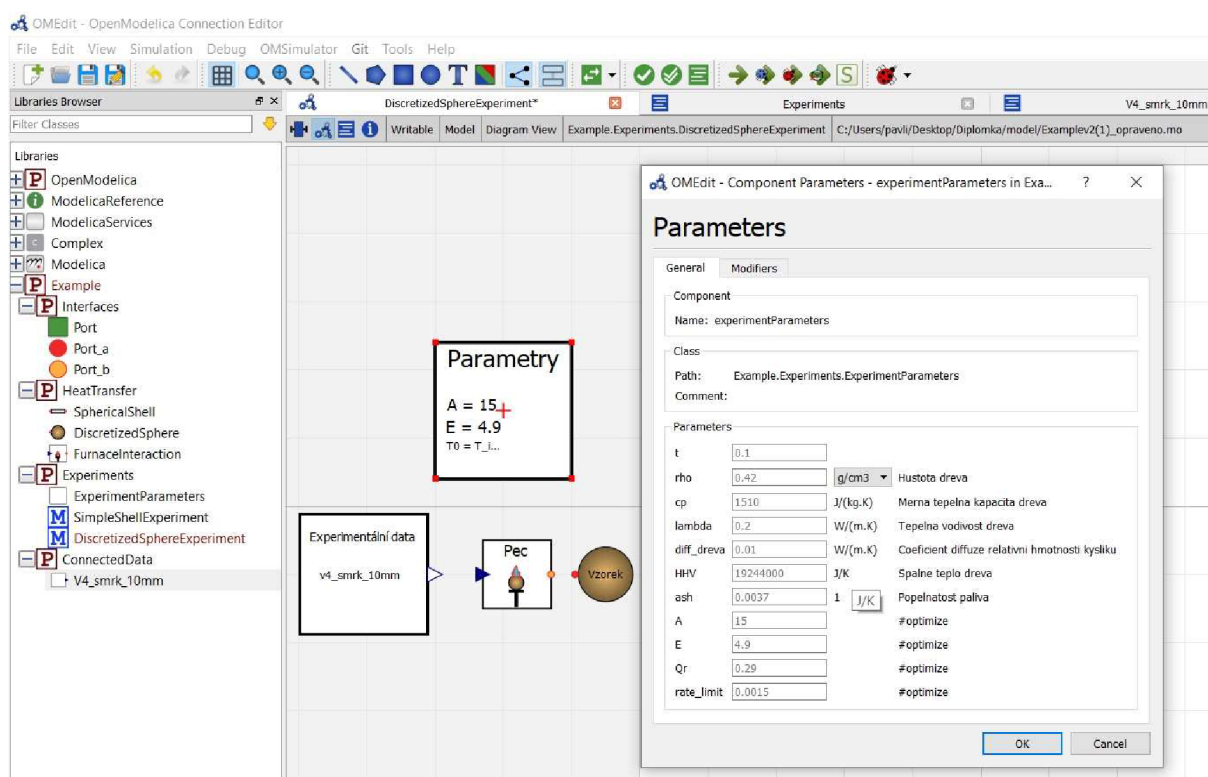 OMEdit - OpenModelica Connection Editor
File Edit View Simulation Debug OMSimulator Git Tools Help
Libraries Browser
DiscretizedSphereExperiment*
Experiments
V4_smrk_10mm
Filter Classes
Writable Model Diagram View Example.Experiments.DiscretizedSphereExperiment C:/Users/pavli/Desktop/Diplomka/model/Examplev2(1)_opraveno.mo
Libraries
OpenModelica
ModelicaReference
ModelicaServices
Complex
Modelica
Example
Interfaces
Port
Port_a
Port_b
HeatTransfer
SphericalShell
DiscretizedSphere
FurnaceInteraction
Experiments
ExperimentParameters
SimpleShellExperiment
DiscretizedSphereExperiment
ConnectedData
V4_smrk_10mm
Parametry
A = 15
E = 4.9
T0 = T_i...
Experimentální data
v4_smrk_10mm
Pec
Vzorek
OMEdit - Component Parameters - experimentParameters in Exa... ?
Parameters
General Modifiers
Component
Name: experimentParameters
Class
Path: Example.Experiments.ExperimentParameters
Comment:
Parameters
t 0.1
rho 0.42 g/cm3 Hustota dreva
cp 1510 J/(kg.K) Merna tepelna kapacita dreva
lambda 0.2 W/(m.K) Tepelna vodivost dreva
diff_dreva 0.01 W/(m.K) Coeficient diffuze relativni hmotnosti kysliku
HHV 19244000 J/K Spalne teplo dreva
ash 0.0037 1 J/K Popelnatost paliva
A 15 #optimize
E 4.9 #optimize
Qr 0.29 #optimize
rate_limit 0.0015 #optimize
OK Cancel